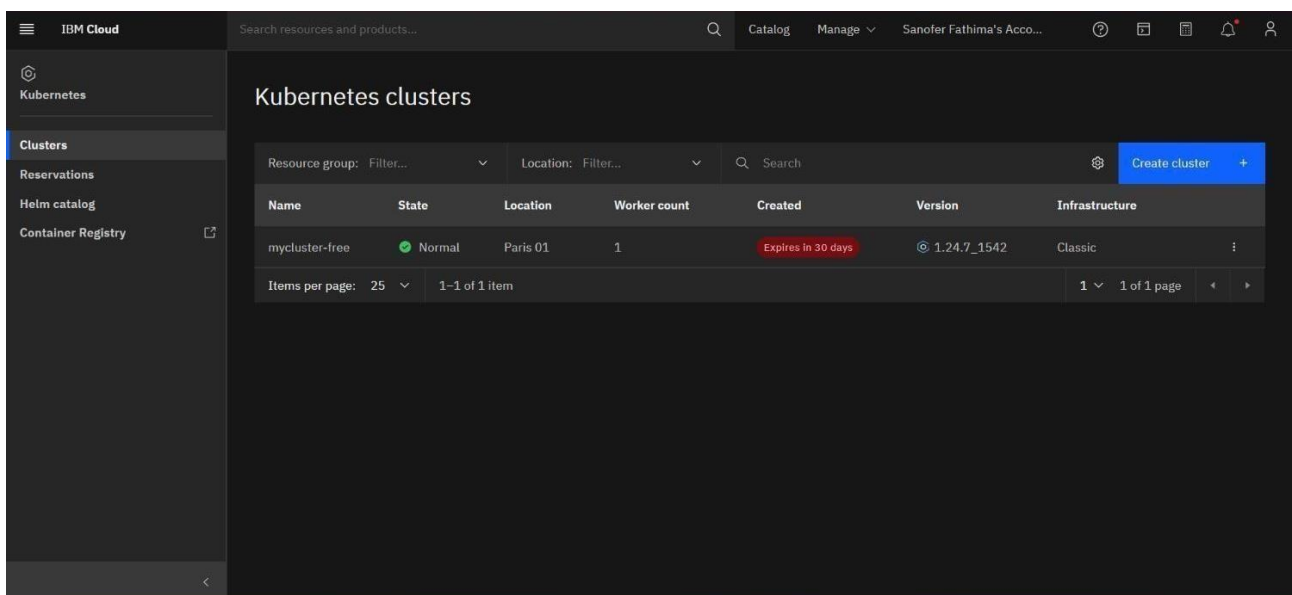 IBM Cloud
Search resources and products...
Catalog
Manage
Sanofer Fathima's Acco...
Kubernetes
Clusters
Reservations
Helm catalog
Container Registry
Kubernetes clusters
Resource group: Filter...
Location: Filter...
Search
Create cluster +
Name State Location Worker count Created Version Infrastructure
mycluster-free Normal Paris 01 1 Expires in 30 days 1.24.7_1542 Classic
Items per page: 25 1–1 of 1 item 1 1 of 1 page